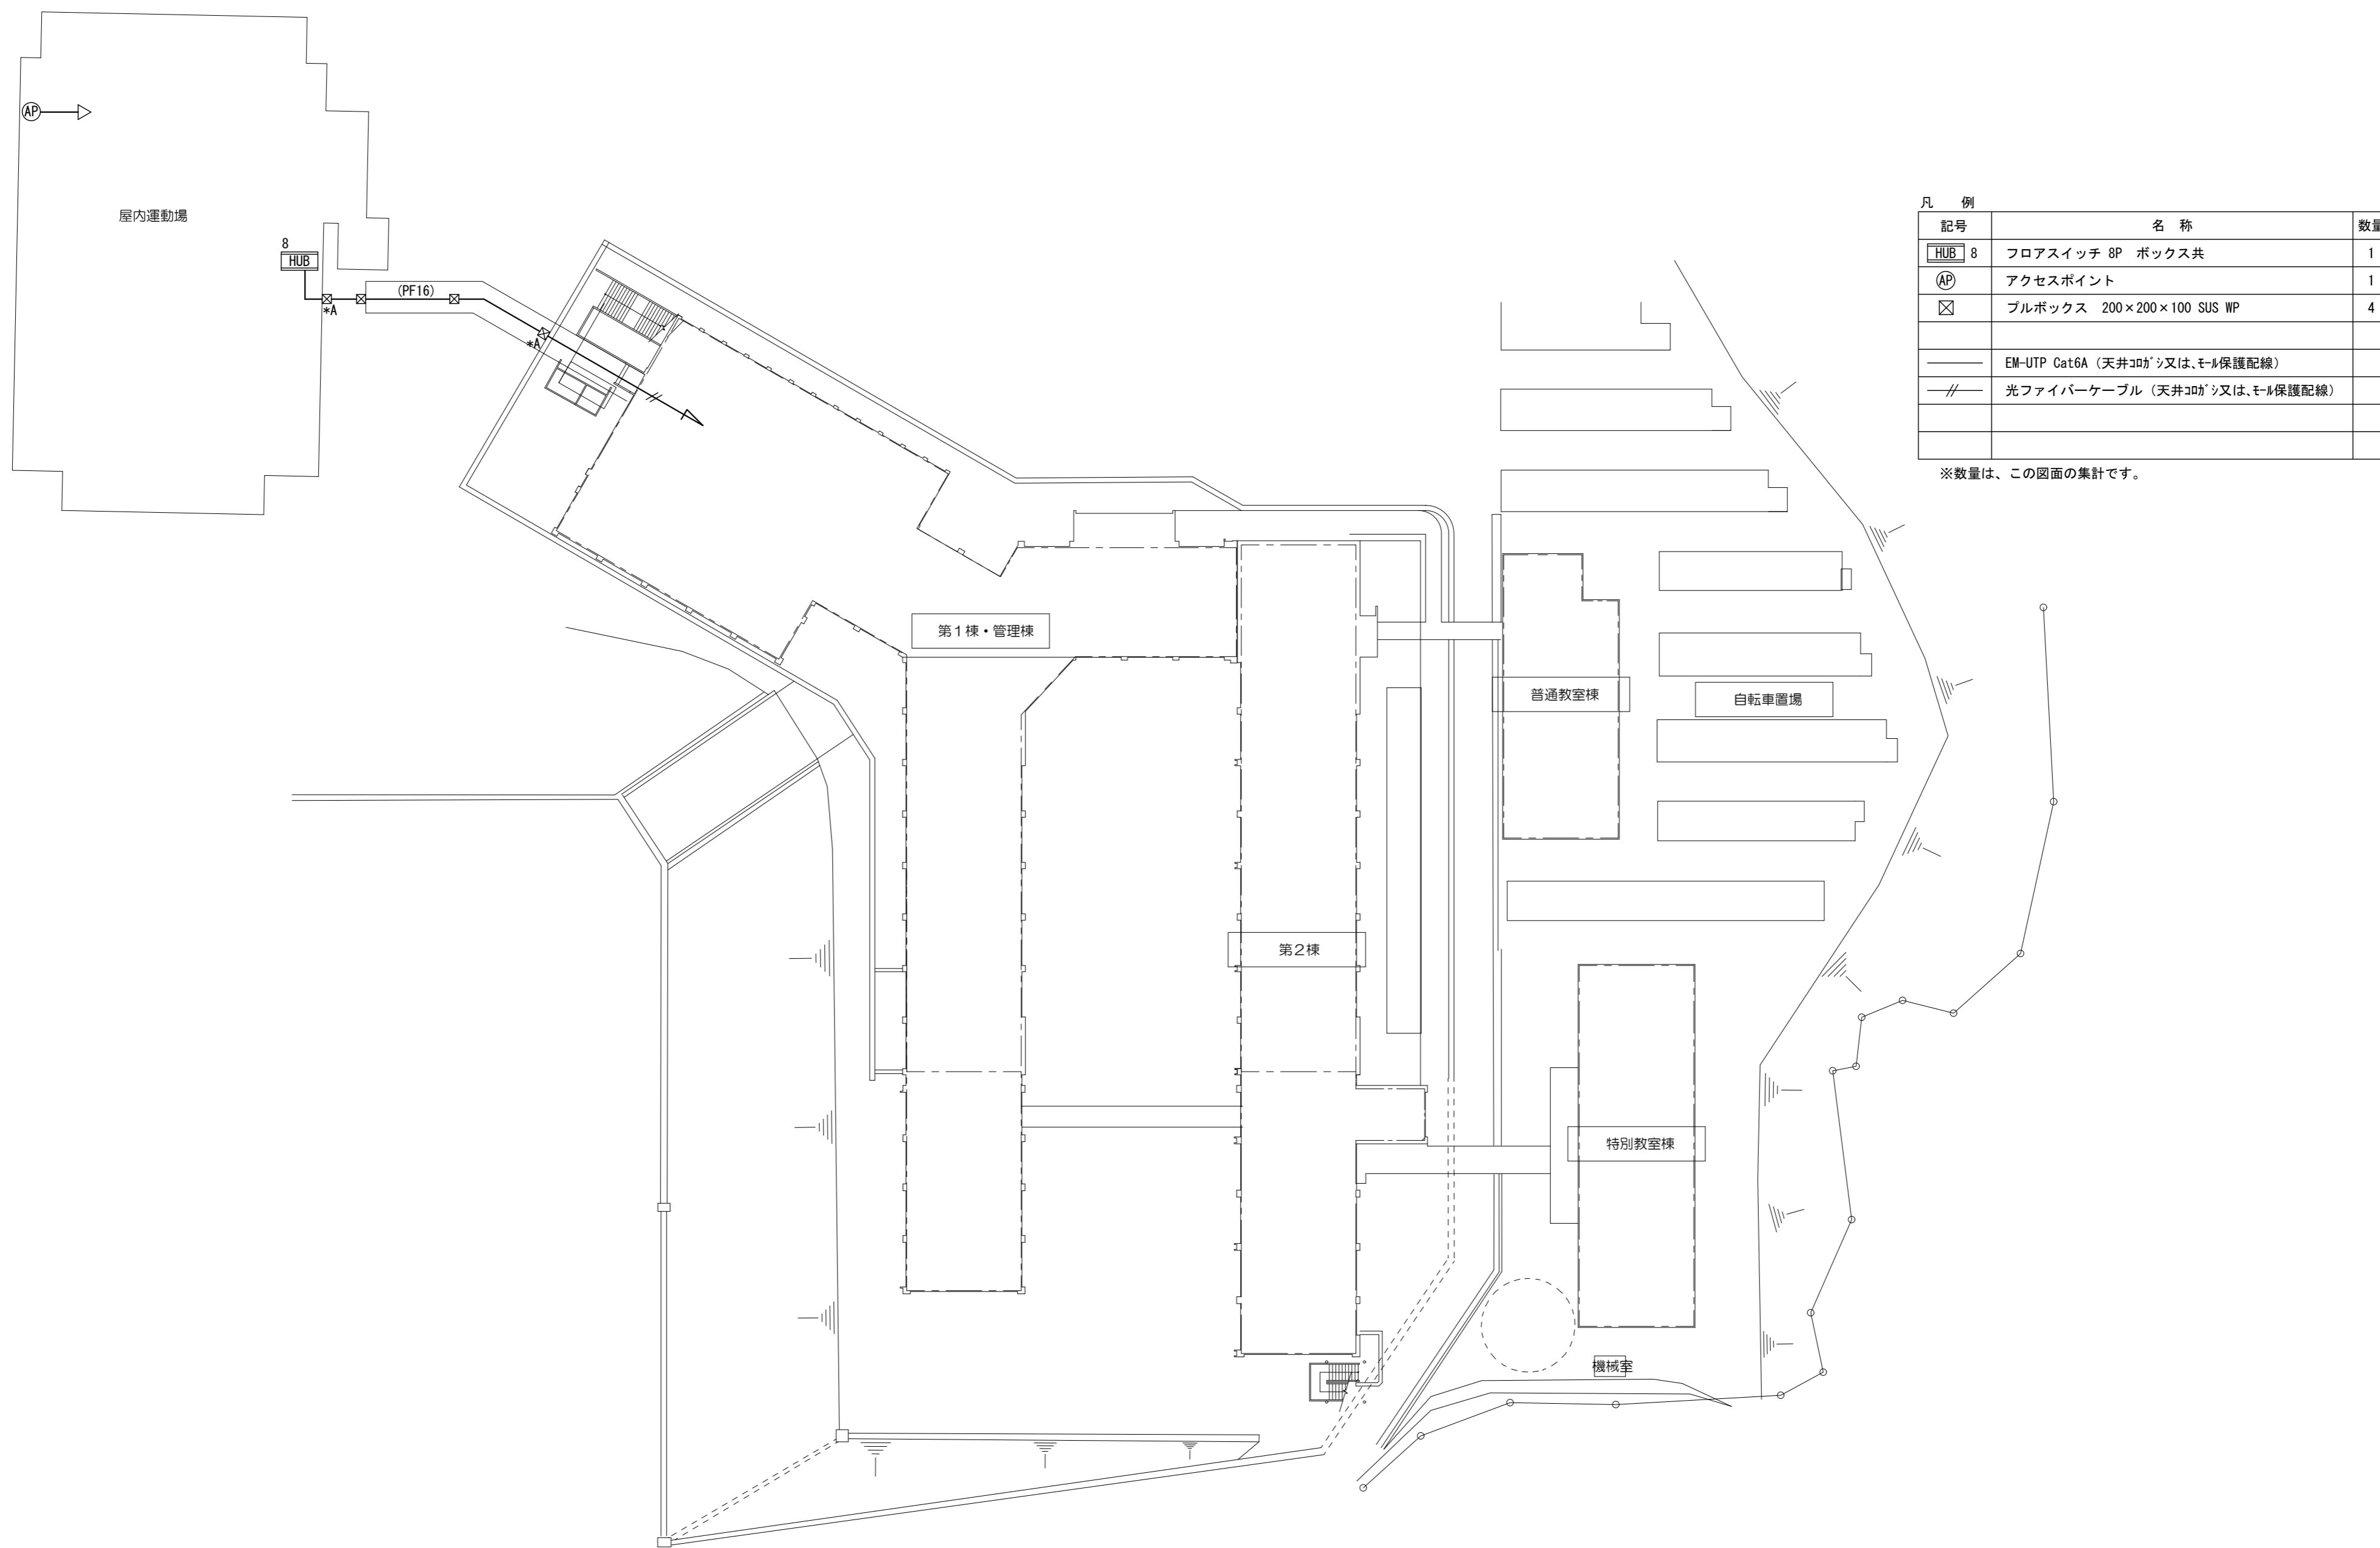 AP
屋内運動場
8
HUB
(PF16)
*A
*A
凡 例
記号 名 称 数量
HUB 8 フロアスイッチ 8P ボックス共 1
AP アクセスポイント 1
プルボックス 200×200×100 SUS WP 4
EM-UTP Cat6A（天井ｺﾛｶﾞｼ又は､ﾓｰﾙ保護配線）
光ファイバーケーブル（天井ｺﾛｶﾞｼ又は､ﾓｰﾙ保護配線）
※数量は、この図面の集計です。
第１棟・管理棟
普通教室棟
自転車置場
第２棟
特別教室棟
機械室